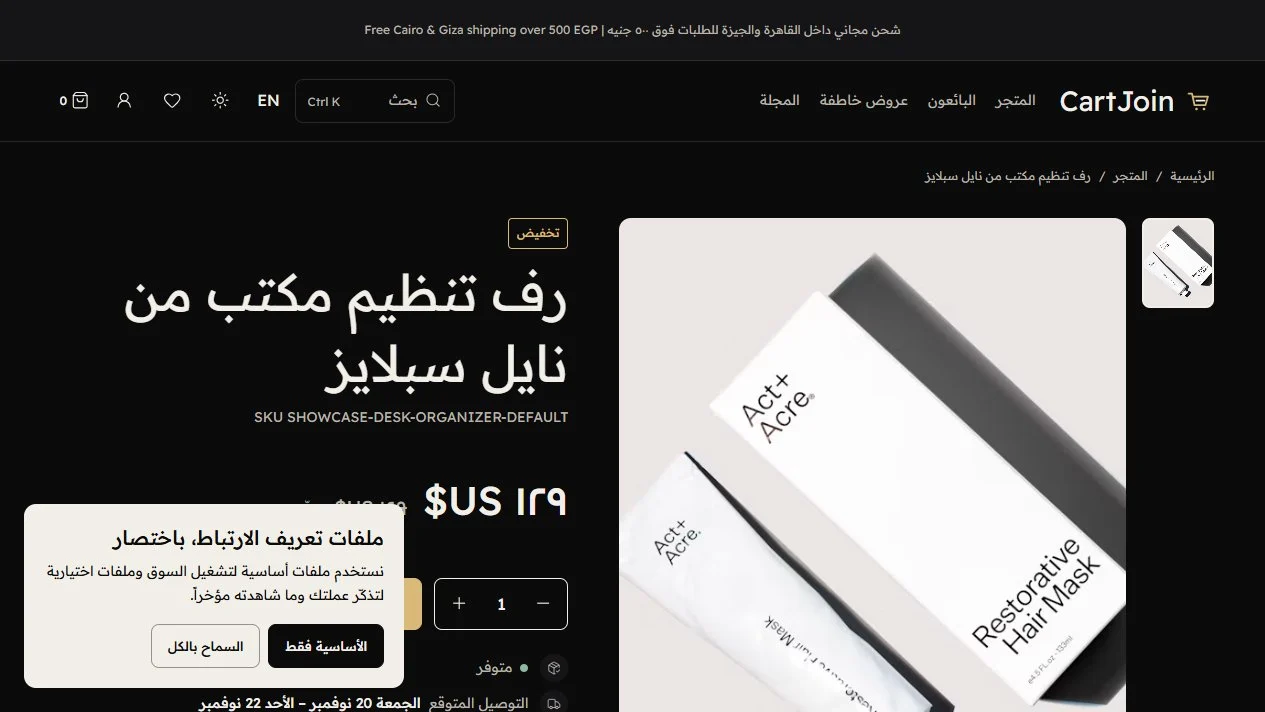 شحن مجاني داخل القاهرة والجيزة للطلبات فوق ٥٠٠ جنيه | Free Cairo & Giza shipping over 500 EGP
CartJoin
المتجر
البائعون
عروض خاطفة
المجلة
بحث
Ctrl K
EN
0
الرئيسية / المتجر / رف تنظيم مكتب من نايل سبلايز
تخفيض
رف تنظيم مكتب من
نايل سبلايز
SKU SHOWCASE-DESK-ORGANIZER-DEFAULT
١٢٩ US$
1
متوفر
التوصيل المتوقع الجمعة 20 نوفمبر – الأحد 22 نوفمبر
ملفات تعريف الارتباط، باختصار
نستخدم ملفات أساسية لتشغيل السوق وملفات اختيارية
لتذكّر عملتك وما شاهدته مؤخراً.
الأساسية فقط
السماح بالكل
Act+
Acre®
Restorative
Hair Mask
Act+
Acre.
Hair Mask